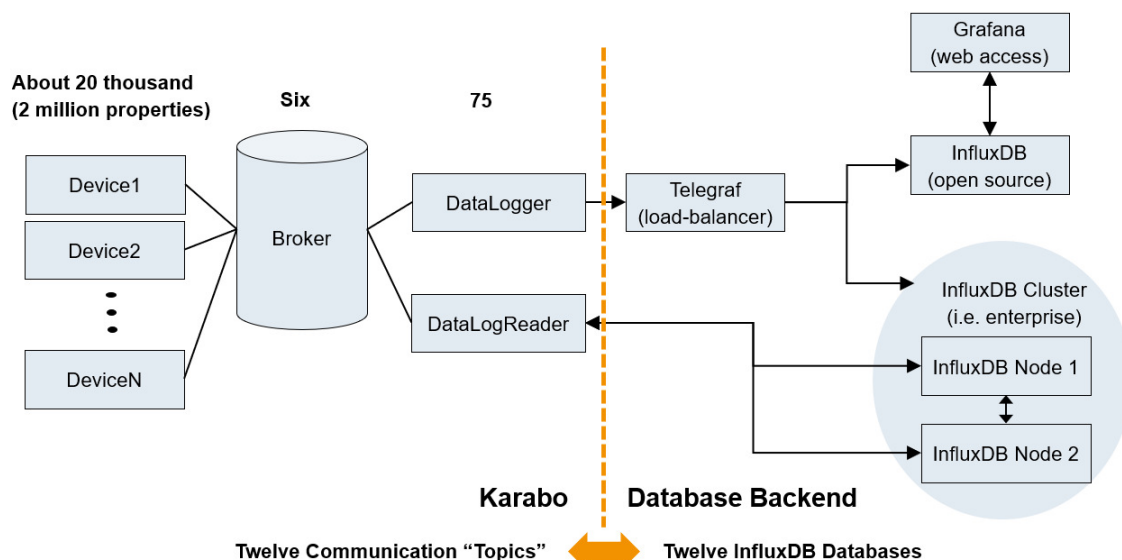 Grafana
(web access)
About 20 thousand
(2 million properties)
Six
75
Device1
Device2
DeviceN
Broker
DataLogger
DataLogReader
Telegraf
(load-balancer)
InfluxDB
(open source)
InfluxDB Cluster
(i.e. enterprise)
InfluxDB Node 1
InfluxDB Node 2
Karabo
Database Backend
Twelve Communication “Topics”
Twelve InfluxDB Databases